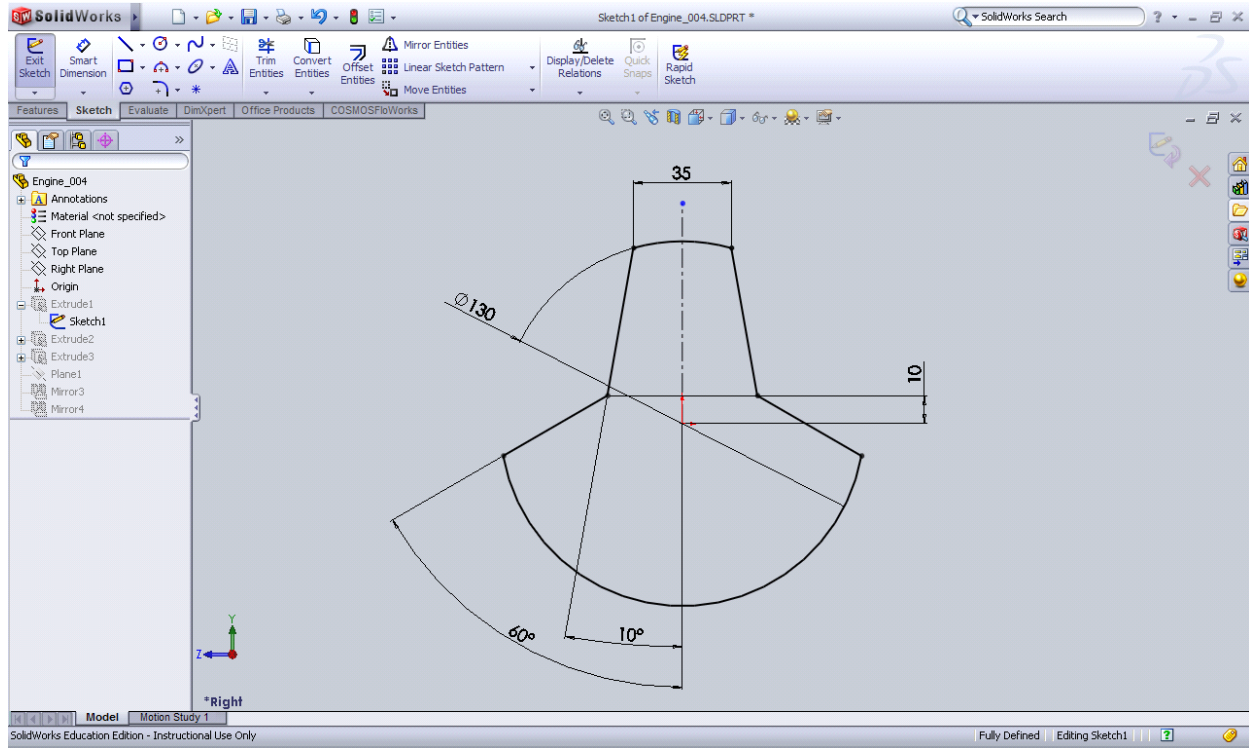 SolidWorks
Sketch1 of Engine_004.SLDPRT *
SolidWorks Search
?
Exit Sketch
Smart Dimension
Trim Entities
Convert Entities
Offset Entities
Mirror Entities
Linear Sketch Pattern
Move Entities
Display/Delete Relations
Quick Snaps
Rapid Sketch
Features Sketch Evaluate DimXpert Office Products COSMOSFloWorks
Engine_004
Annotations
Material <not specified>
Front Plane
Top Plane
Right Plane
Origin
Extrude1
Sketch1
Extrude2
Extrude3
Plane1
Mirror3
Mirror4
35
Ø130
10
60°
10°
Y
Z
*Right
Model Motion Study 1
SolidWorks Education Edition - Instructional Use Only
Fully Defined Editing Sketch1 ?